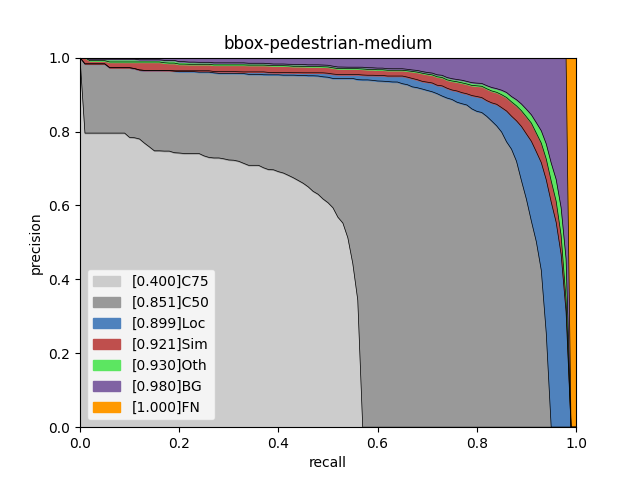 bbox-pedestrian-medium
1.0
0.8
0.6
0.4
0.2
0.0
precision
[0.400]C75
[0.851]C50
[0.899]Loc
[0.921]Sim
[0.930]Oth
[0.980]BG
[1.000]FN
0.0 0.2 0.4 0.6 0.8 1.0
recall